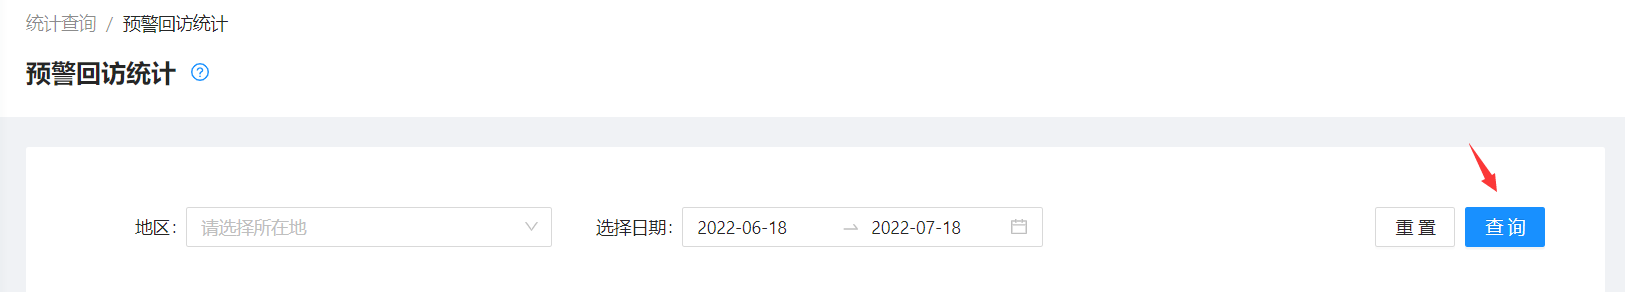 统计查询 / 预警回访统计
预警回访统计 ?
地区: 请选择所在地 选择日期: 2022-06-18 → 2022-07-18 重置 查询